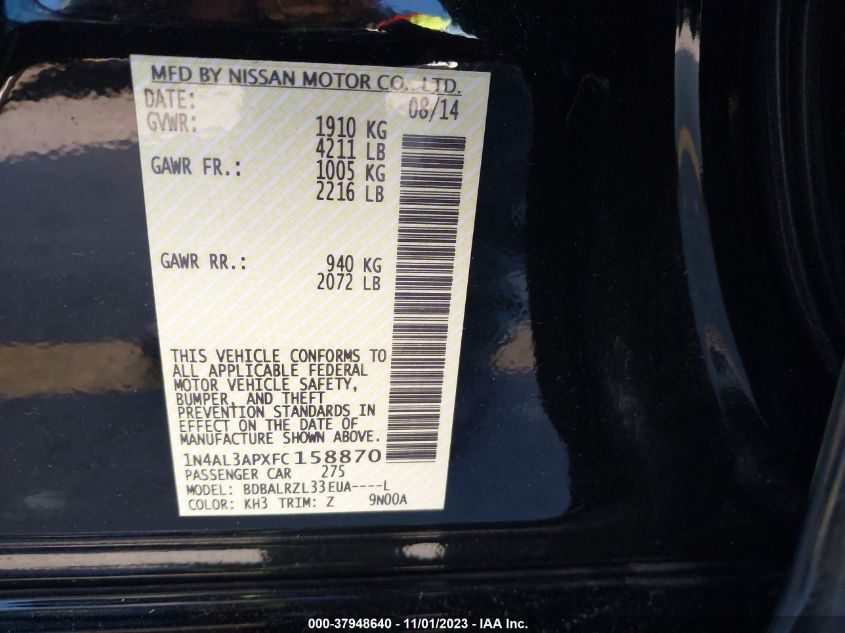 MFD BY NISSAN MOTOR CO., LTD.
DATE: 08/14
GVWR: 1910 KG
4211 LB
GAWR FR.: 1005 KG
2216 LB
GAWR RR.: 940 KG
2072 LB
THIS VEHICLE CONFORMS TO
ALL APPLICABLE FEDERAL
MOTOR VEHICLE SAFETY,
BUMPER, AND THEFT
PREVENTION STANDARDS IN
EFFECT ON THE DATE OF
MANUFACTURE SHOWN ABOVE.
1N4AL3APXFC158870
PASSENGER CAR 275
MODEL: BDBALRZL33EUA----L
COLOR: KH3 TRIM: Z 9N00A
000-37948640 - 11/01/2023 - IAA Inc.